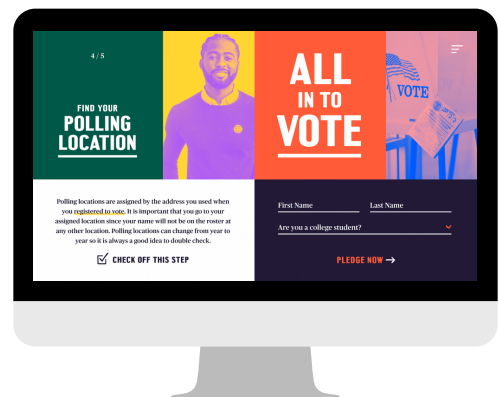 4 / 5
FIND YOUR
POLLING
LOCATION
ALL
IN TO
VOTE
VOTE
Polling locations are assigned by the address you used when
you registered to vote. It is important that you go to your
assigned location since your name will not be on the roster at
any other location. Polling locations can change from year to
year so it is always a good idea to double check.
CHECK OFF THIS STEP
First Name
Last Name
Are you a college student?
PLEDGE NOW →